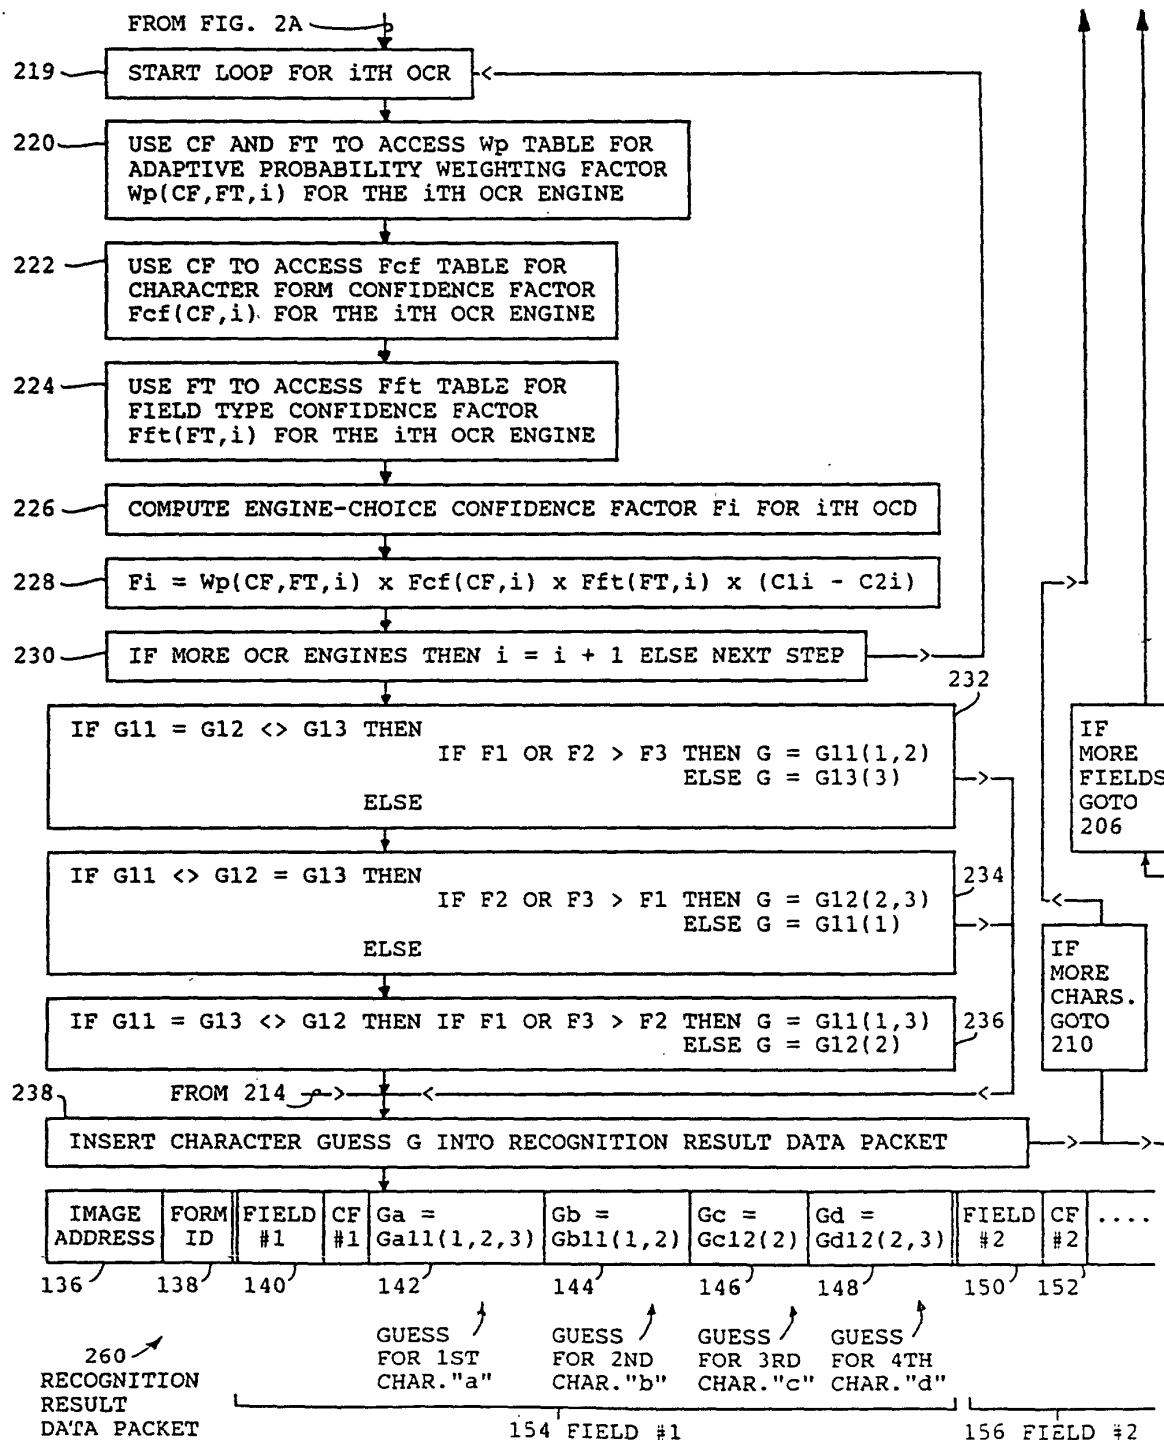 FROM FIG. 2A
219 START LOOP FOR iTH OCR
220 USE CF AND FT TO ACCESS Wp TABLE FOR
ADAPTIVE PROBABILITY WEIGHTING FACTOR
Wp(CF,FT,i) FOR THE iTH OCR ENGINE
222 USE CF TO ACCESS Fcf TABLE FOR
CHARACTER FORM CONFIDENCE FACTOR
Fcf(CF,i) FOR THE iTH OCR ENGINE
224 USE FT TO ACCESS Fft TABLE FOR
FIELD TYPE CONFIDENCE FACTOR
Fft(FT,i) FOR THE iTH OCR ENGINE
226 COMPUTE ENGINE-CHOICE CONFIDENCE FACTOR Fi FOR iTH OCD
228 Fi = Wp(CF,FT,i) x Fcf(CF,i) x Fft(FT,i) x (C1i - C2i)
230 IF MORE OCR ENGINES THEN i = i + 1 ELSE NEXT STEP
232
IF G11 = G12 <> G13 THEN
IF F1 OR F2 > F3 THEN G = G11(1,2)
ELSE G = G13(3)
ELSE
IF
MORE
FIELDS
GOTO
206
IF G11 <> G12 = G13 THEN
234
IF F2 OR F3 > F1 THEN G = G12(2,3)
ELSE G = G11(1)
ELSE
IF
MORE
CHARS.
GOTO
210
IF G11 = G13 <> G12 THEN IF F1 OR F3 > F2 THEN G = G11(1,3)
236
ELSE G = G12(2)
238 FROM 214
INSERT CHARACTER GUESS G INTO RECOGNITION RESULT DATA PACKET
IMAGE ADDRESS
FORM ID
FIELD #1
CF #1
Ga = Ga11(1,2,3)
Gb = Gb11(1,2)
Gc = Gc12(2)
Gd = Gd12(2,3)
FIELD #2
CF #2
....
136 138 140 142 144 146 148 150 152
260
RECOGNITION
RESULT
DATA PACKET
GUESS
FOR 1ST
CHAR."a"
GUESS
FOR 2ND
CHAR."b"
GUESS
FOR 3RD
CHAR."c"
GUESS
FOR 4TH
CHAR."d"
154 FIELD #1
156 FIELD #2